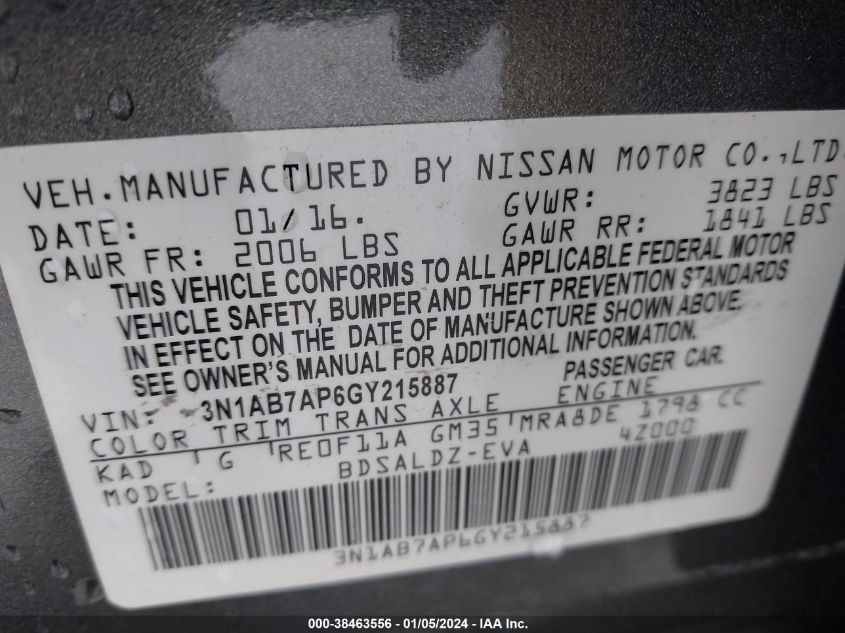 VEH. MANUFACTURED BY NISSAN MOTOR CO., LTD.
DATE: 01/16. GVWR: 3823 LBS
GAWR FR: 2006 LBS GAWR RR: 1841 LBS
THIS VEHICLE CONFORMS TO ALL APPLICABLE FEDERAL MOTOR
VEHICLE SAFETY, BUMPER AND THEFT PREVENTION STANDARDS
IN EFFECT ON THE DATE OF MANUFACTURE SHOWN ABOVE.
SEE OWNER'S MANUAL FOR ADDITIONAL INFORMATION.
VIN: 3N1AB7AP6GY215887 PASSENGER CAR.
COLOR TRIM TRANS AXLE ENGINE
KAD G RE0F11A GM35 MRA8DE 1798 CC
MODEL: BDSALDZ-EVA 4Z000
3N1AB7AP6GY215887
000-38463556 - 01/05/2024 - IAA Inc.